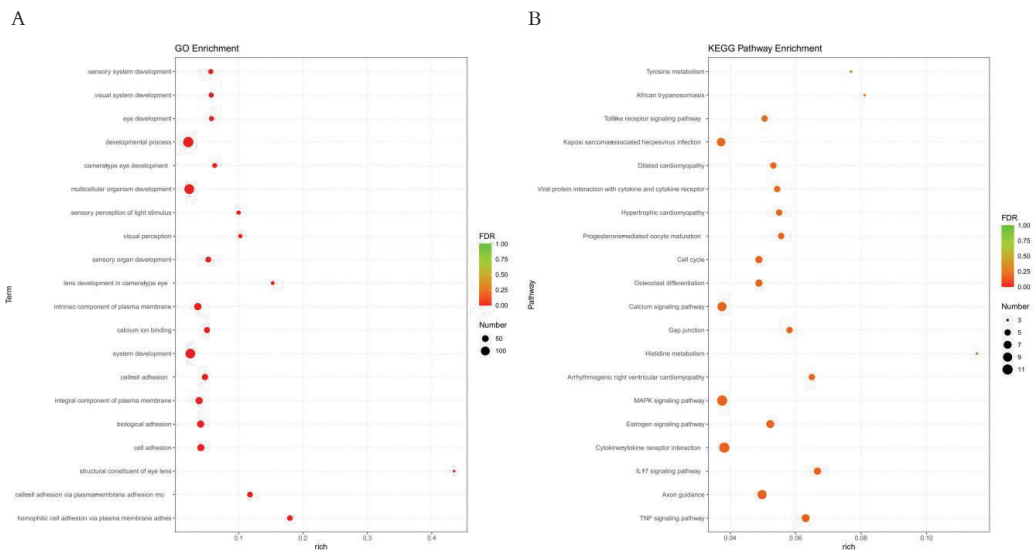 A
B
GO Enrichment
sensory system development
visual system development
eye development
developmental process
cameratype eye development
multicellular organism development
sensory perception of light stimulus
visual perception
sensory organ development
lens development in cameratype eye
intrinsic component of plasma membrane
calcium ion binding
system development
cellcell adhesion
integral component of plasma membrane
biological adhesion
cell adhesion
structural constituent of eye lens
cellcell adhesion via plasmamembrane adhesion mo
homophilic cell adhesion via plasma membrane adhes
Term
0.1 0.2 0.3 0.4
rich
FDR
1.00
0.75
0.50
0.25
0.00
Number
50
100
KEGG Pathway Enrichment
Tyrosine metabolism
African trypanosomiasis
Tolllike receptor signaling pathway
Kaposi sarcomaassociated herpesvirus infection
Dilated cardiomyopathy
Viral protein interaction with cytokine and cytokine receptor
Hypertrophic cardiomyopathy
Progesteronemediated oocyte maturation
Cell cycle
Osteoclast differentiation
Calcium signaling pathway
Gap junction
Histidine metabolism
Arrhythmogenic right ventricular cardiomyopathy
MAPK signaling pathway
Estrogen signaling pathway
Cytokinecytokine receptor interaction
IL17 signaling pathway
Axon guidance
TNF signaling pathway
Pathway
0.04 0.06 0.08 0.10
rich
FDR
1.00
0.75
0.50
0.25
0.00
Number
3
5
7
9
11